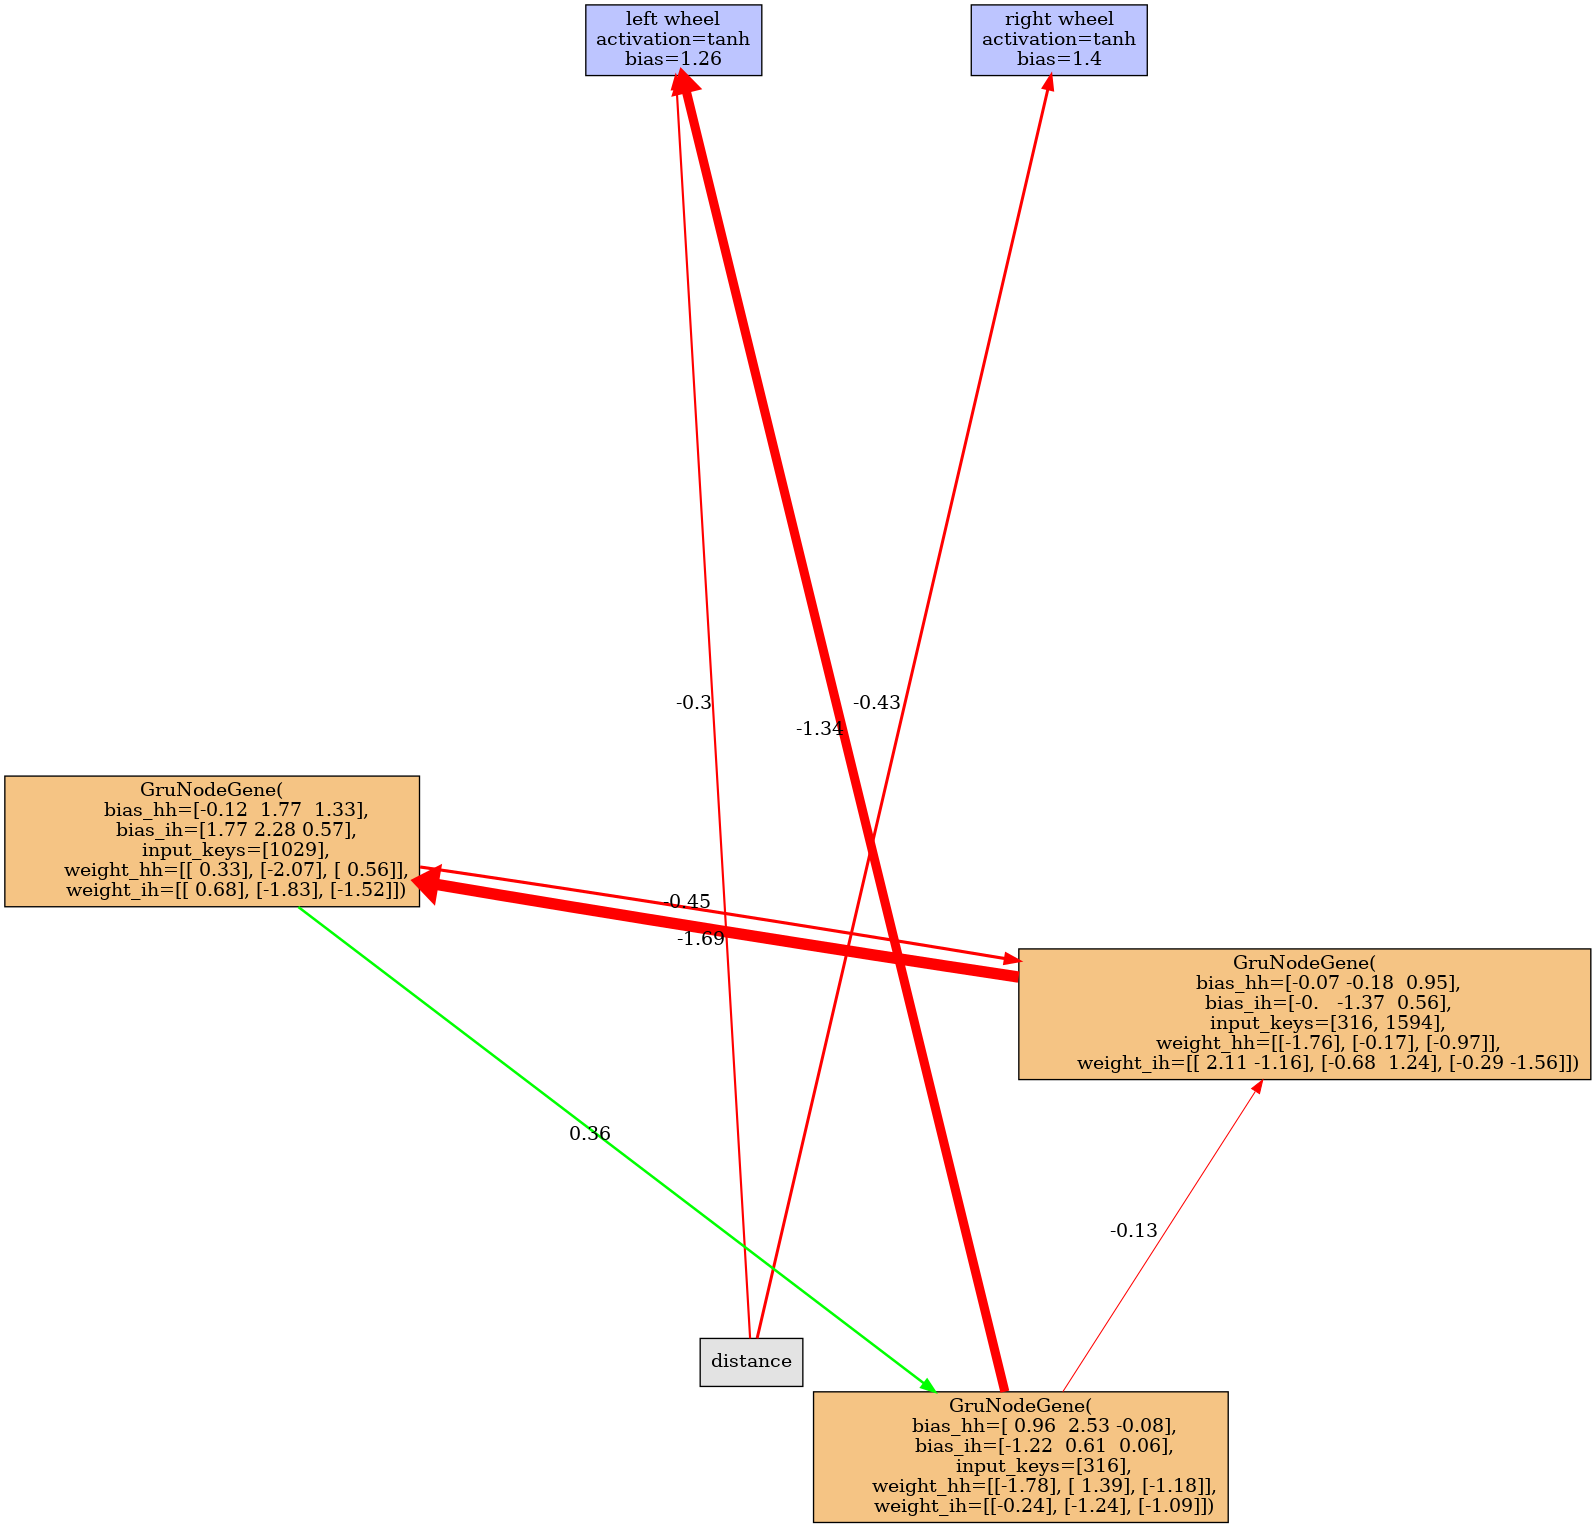 left wheel
activation=tanh
bias=1.26
right wheel
activation=tanh
bias=1.4
-0.3
-0.43
-1.34
GruNodeGene(
bias_hh=[-0.12  1.77  1.33],
bias_ih=[1.77 2.28 0.57],
input_keys=[1029],
weight_hh=[[ 0.33], [-2.07], [ 0.56]],
weight_ih=[[ 0.68], [-1.83], [-1.52]])
-0.45
-1.69
GruNodeGene(
bias_hh=[-0.07 -0.18  0.95],
bias_ih=[-0.   -1.37  0.56],
input_keys=[316, 1594],
weight_hh=[[-1.76], [-0.17], [-0.97]],
weight_ih=[[ 2.11 -1.16], [-0.68  1.24], [-0.29 -1.56]])
0.36
-0.13
distance
GruNodeGene(
bias_hh=[ 0.96  2.53 -0.08],
bias_ih=[-1.22  0.61  0.06],
input_keys=[316],
weight_hh=[[-1.78], [ 1.39], [-1.18]],
weight_ih=[[-0.24], [-1.24], [-1.09]])